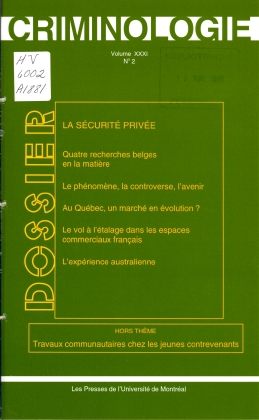 CRIMINOLOGIE
Volume XXXI
N° 2
HV
6002
A1881
DOSSIER
LA SÉCURITÉ PRIVÉE
Quatre recherches belges
en la matière
Le phénomène, la controverse, l'avenir
Au Québec, un marché en évolution ?
Le vol à l'étalage dans les espaces
commerciaux français
L'expérience australienne
HORS THÈME
Travaux communautaires chez les jeunes contrevenants
Les Presses de l'Université de Montréal